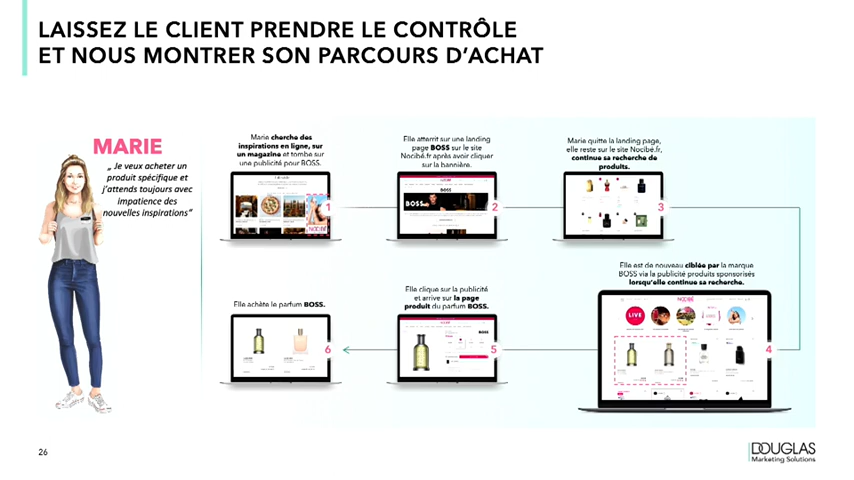 LAISSEZ LE CLIENT PRENDRE LE CONTRÔLE
ET NOUS MONTRER SON PARCOURS D'ACHAT
MARIE
„ Je veux acheter un
produit spécifique et
j'attends toujours avec
impatience des
nouvelles inspirations“
Marie cherche des
inspirations en ligne, sur
un magazine et tombe sur
une publicité pour BOSS.
1
NOCIBÉ
Elle atterrit sur une landing
page BOSS sur le site
Nocibé.fr après avoir cliquer
sur la bannière.
BOSS
BOSS
2
Marie quitte la landing page,
elle reste sur le site Nocibé.fr,
continue sa recherche de
produits.
3
Elle est de nouveau ciblée par la marque
BOSS via la publicité produits sponsorisés
lorsqu'elle continue sa recherche.
NOCIBÉ
LIVE
4
Elle clique sur la publicité
et arrive sur la page
produit du parfum BOSS.
BOSS
5
Elle achète le parfum BOSS.
6
26
DOUGLAS
Marketing Solutions